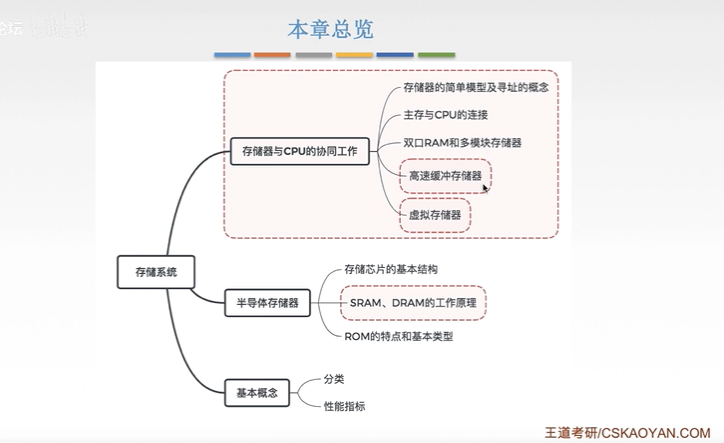 论坛
本章总览
存储器的简单模型及寻址的概念
主存与CPU的连接
存储器与CPU的协同工作
双口RAM和多模块存储器
高速缓冲存储器
虚拟存储器
存储系统
存储芯片的基本结构
半导体存储器
SRAM、DRAM的工作原理
ROM的特点和基本类型
基本概念
分类
性能指标
王道考研/CSKAOYAN.COM